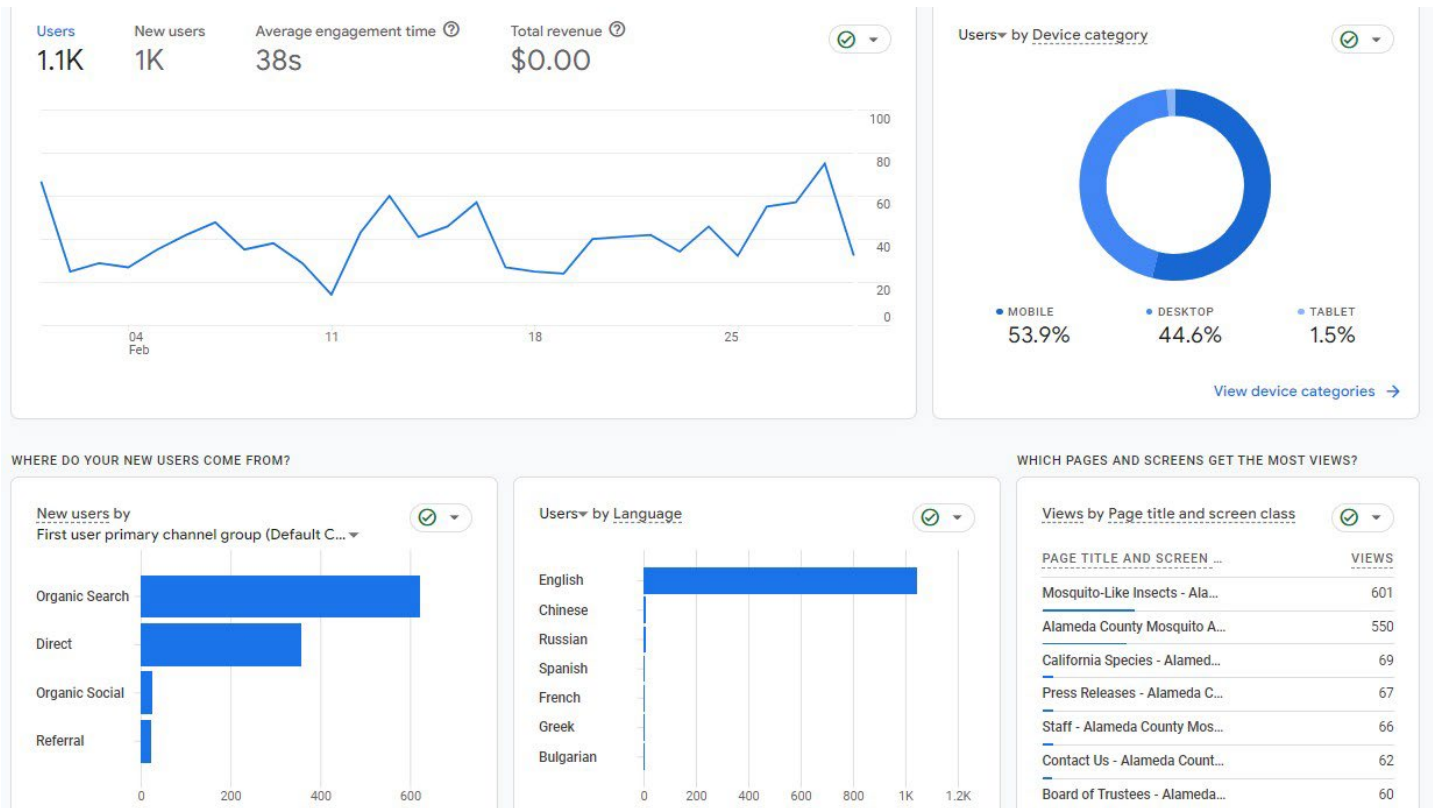 Users New users Average engagement time Total revenue
1.1K 1K 38s $0.00
100
80
60
40
20
0
04 11 18 25
Feb
Users by Device category
MOBILE DESKTOP TABLET
53.9% 44.6% 1.5%
View device categories
WHERE DO YOUR NEW USERS COME FROM?
New users by
First user primary channel group (Default C...
Organic Search
Direct
Organic Social
Referral
0 200 400 600
Users by Language
English
Chinese
Russian
Spanish
French
Greek
Bulgarian
0 200 400 600 800 1K 1.2K
WHICH PAGES AND SCREENS GET THE MOST VIEWS?
Views by Page title and screen class
PAGE TITLE AND SCREEN ... VIEWS
Mosquito-Like Insects - Ala... 601
Alameda County Mosquito A... 550
California Species - Alamed... 69
Press Releases - Alameda C... 67
Staff - Alameda County Mos... 66
Contact Us - Alameda Count... 62
Board of Trustees - Alameda... 60